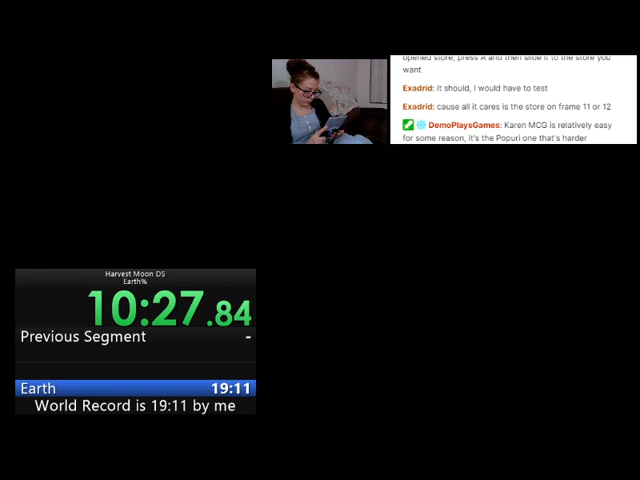 opened store, press A and then slide it to the store you
want
Exadrid: it should, I would have to test
Exadrid: cause all it cares is the store on frame 11 or 12
DemoPlaysGames: Karen MCG is relatively easy
for some reason, it's the Popuri one that's harder
Harvest Moon DS
Earth%
10:27.84
Previous Segment -
Earth 19:11
World Record is 19:11 by me